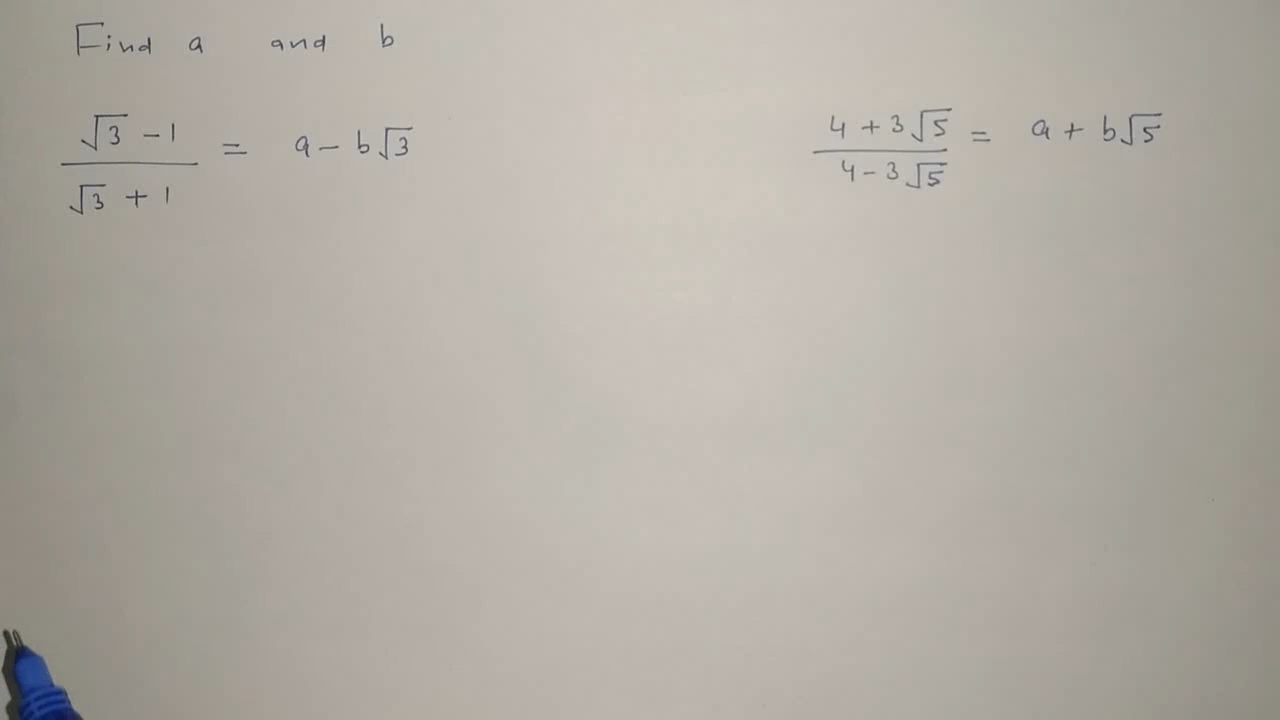 Find a and b
√3 - 1 / √3 + 1 = a - b√3
4 + 3√5 / 4 - 3√5 = a + b√5